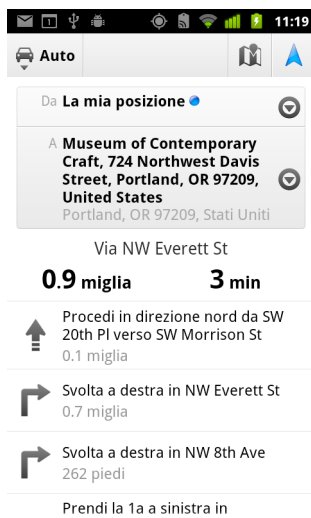 11:19
Auto
Da La mia posizione
A Museum of Contemporary
Craft, 724 Northwest Davis
Street, Portland, OR 97209,
United States
Portland, OR 97209, Stati Uniti
Via NW Everett St
0.9 miglia 3 min
Procedi in direzione nord da SW
20th Pl verso SW Morrison St
0.1 miglia
Svolta a destra in NW Everett St
0.7 miglia
Svolta a destra in NW 8th Ave
262 piedi
Prendi la 1a a sinistra in